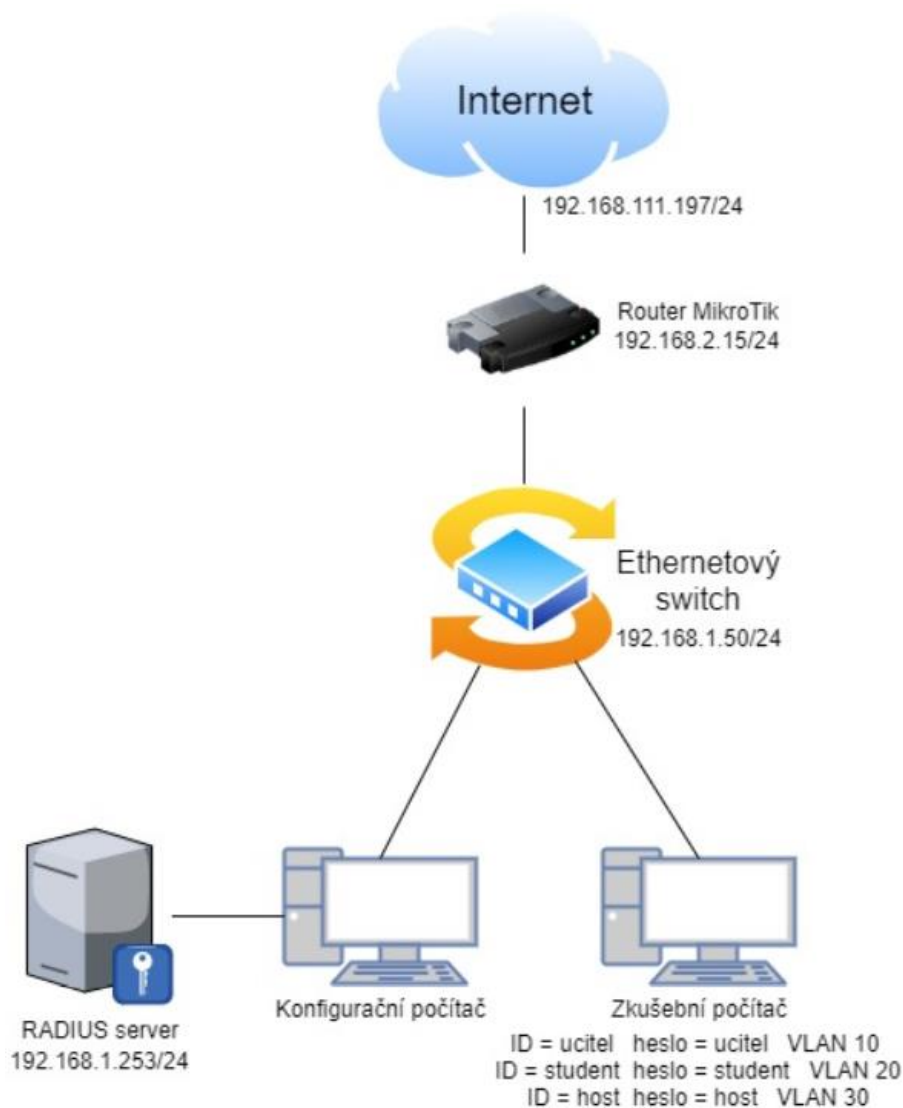 Internet
192.168.111.197/24
Router MikroTik
192.168.2.15/24
Ethernetový
switch
192.168.1.50/24
RADIUS server
192.168.1.253/24
Konfigurační počítač
Zkušební počítač
ID = ucitel heslo = ucitel VLAN 10
ID = student heslo = student VLAN 20
ID = host heslo = host VLAN 30